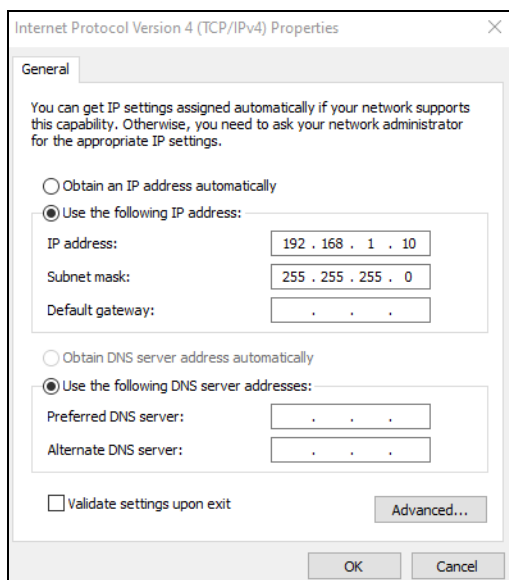 Internet Protocol Version 4 (TCP/IPv4) Properties
General
You can get IP settings assigned automatically if your network supports
this capability. Otherwise, you need to ask your network administrator
for the appropriate IP settings.
Obtain an IP address automatically
Use the following IP address:
IP address: 192 . 168 . 1 . 10
Subnet mask: 255 . 255 . 255 . 0
Default gateway: . . .
Obtain DNS server address automatically
Use the following DNS server addresses:
Preferred DNS server: . . .
Alternate DNS server: . . .
Validate settings upon exit
Advanced...
OK Cancel